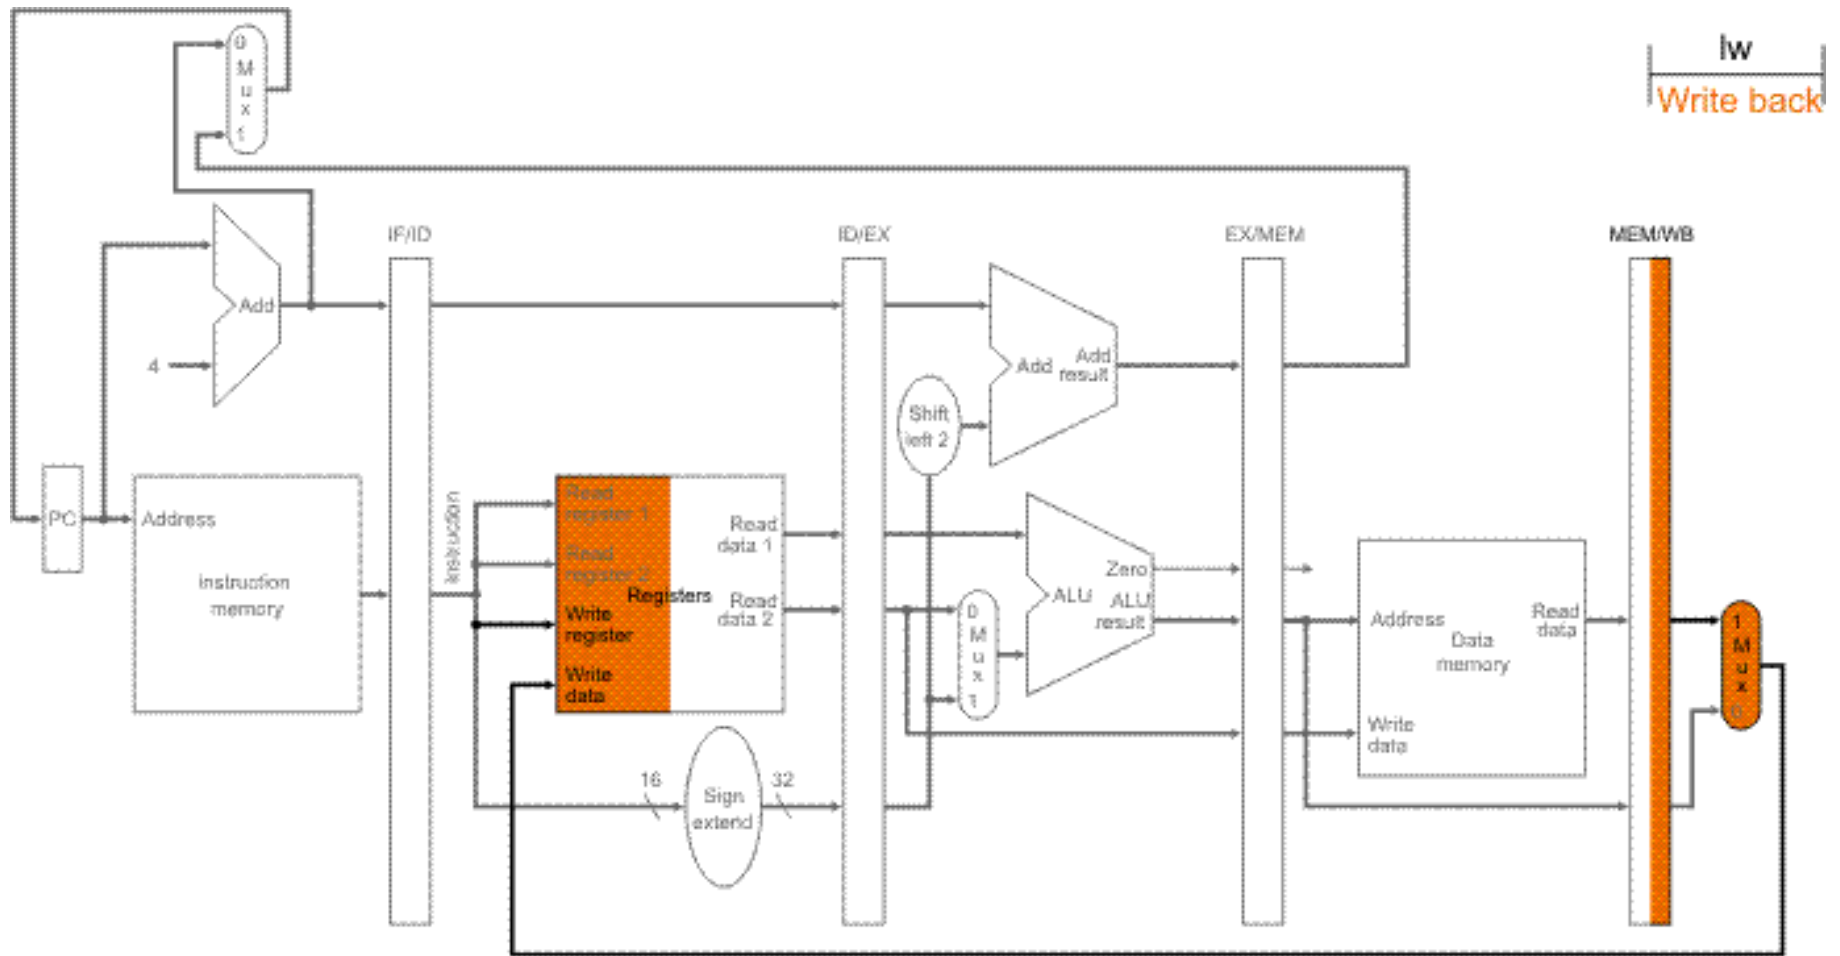 lw
Write back
0
M
u
x
1
IF/ID
ID/EX
EX/MEM
MEM/WB
Add
4
Add
Add
result
Shift
left 2
PC
Address
Instruction
memory
Instruction
Read
register 1
Read
register 2
Write
register
Write
data
Registers
Read
data 1
Read
data 2
0
M
u
x
1
Zero
ALU
ALU
result
Address
Read
data
Data
memory
Write
data
1
M
u
x
0
16
Sign
extend
32